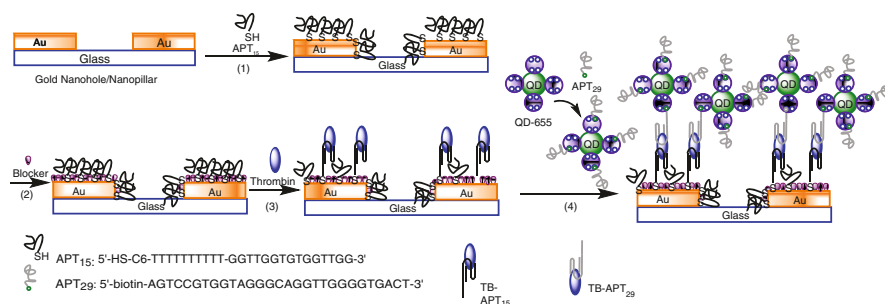 SH
APT15
(1)
Au
Au
Glass
Gold Nanohole/Nanopillar
S S S S S
Au
S
S
S
S
S S S S S
Au
Glass
QD
QD-655
APT29
QD
QD
QD
QD
QD
QD
Blocker
(2)
Au
Glass
Au
Thrombin
(3)
Au
Glass
Au
(4)
Au
Glass
Au
SH APT15: 5'-HS-C6-TTTTTTTTTT-GGTTGGTGTGGTTGG-3'
APT29: 5'-biotin-AGTCCGTGGTAGGGCAGGTTGGGGTGACT-3'
TB-
APT15
TB-APT29